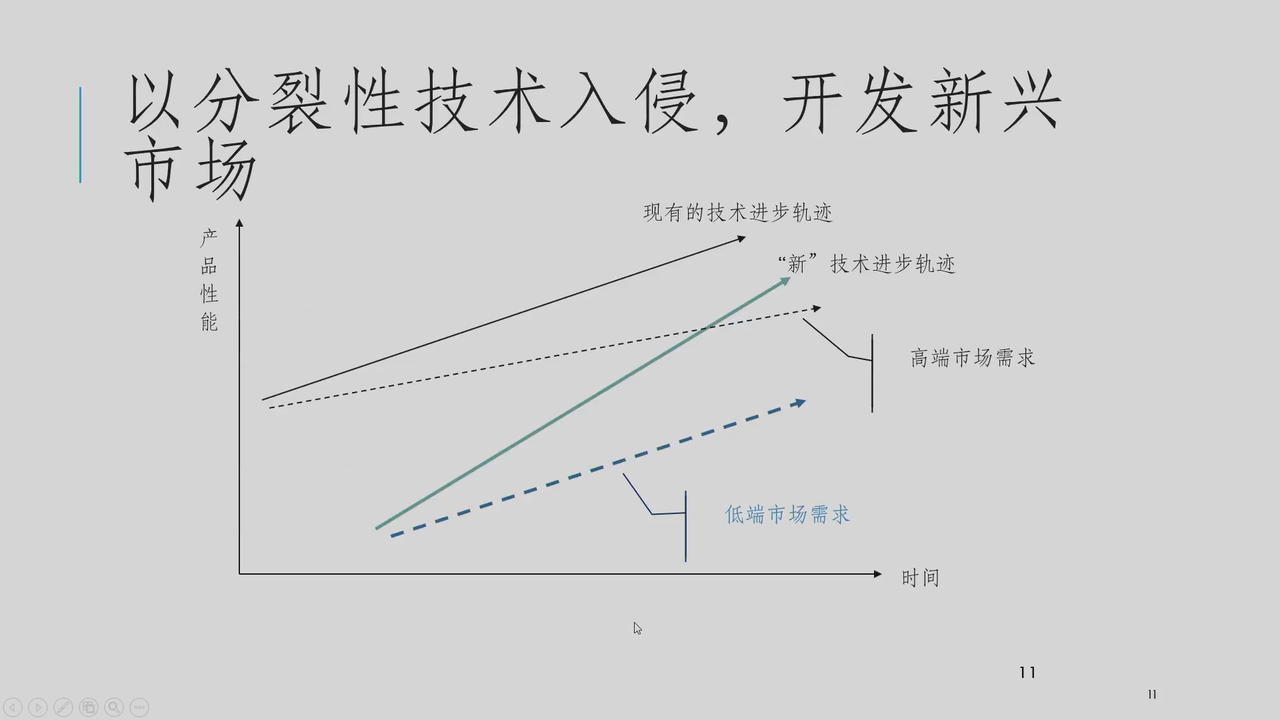 以分裂性技术入侵，开发新兴
市场
现有的技术进步轨迹
产品性能
“新”技术进步轨迹
高端市场需求
低端市场需求
时间
11
11